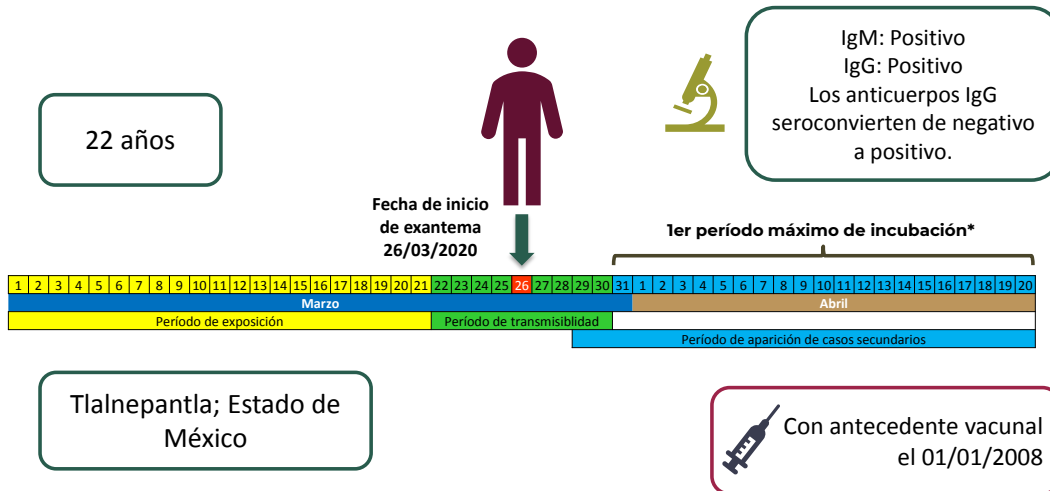 22 años
IgM: Positivo
IgG: Positivo
Los anticuerpos IgG
seroconvierten de negativo
a positivo.
Fecha de inicio
de exantema
26/03/2020
1er período máximo de incubación*
1 2 3 4 5 6 7 8 9 10 11 12 13 14 15 16 17 18 19 20 21 22 23 24 25 26 27 28 29 30 31 1 2 3 4 5 6 7 8 9 10 11 12 13 14 15 16 17 18 19 20
Marzo Abril
Período de exposición Período de transmisiblidad
Período de aparición de casos secundarios
Tlalnepantla; Estado de
México
Con antecedente vacunal
el 01/01/2008